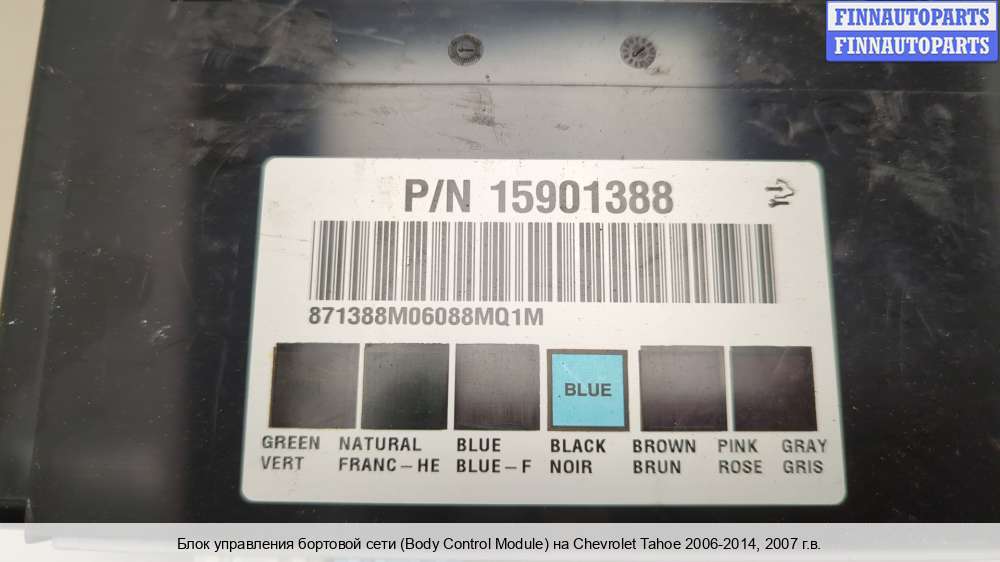 FINNAUTOPARTS
FINNAUTOPARTS
P/N 15901388
871388M06088MQ1M
BLUE
GREEN NATURAL BLUE BLACK BROWN PINK GRAY
VERT FRANC-HE BLUE-F NOIR BRUN ROSE GRIS
Блок управления бортовой сети (Body Control Module) на Chevrolet Tahoe 2006-2014, 2007 г.в.